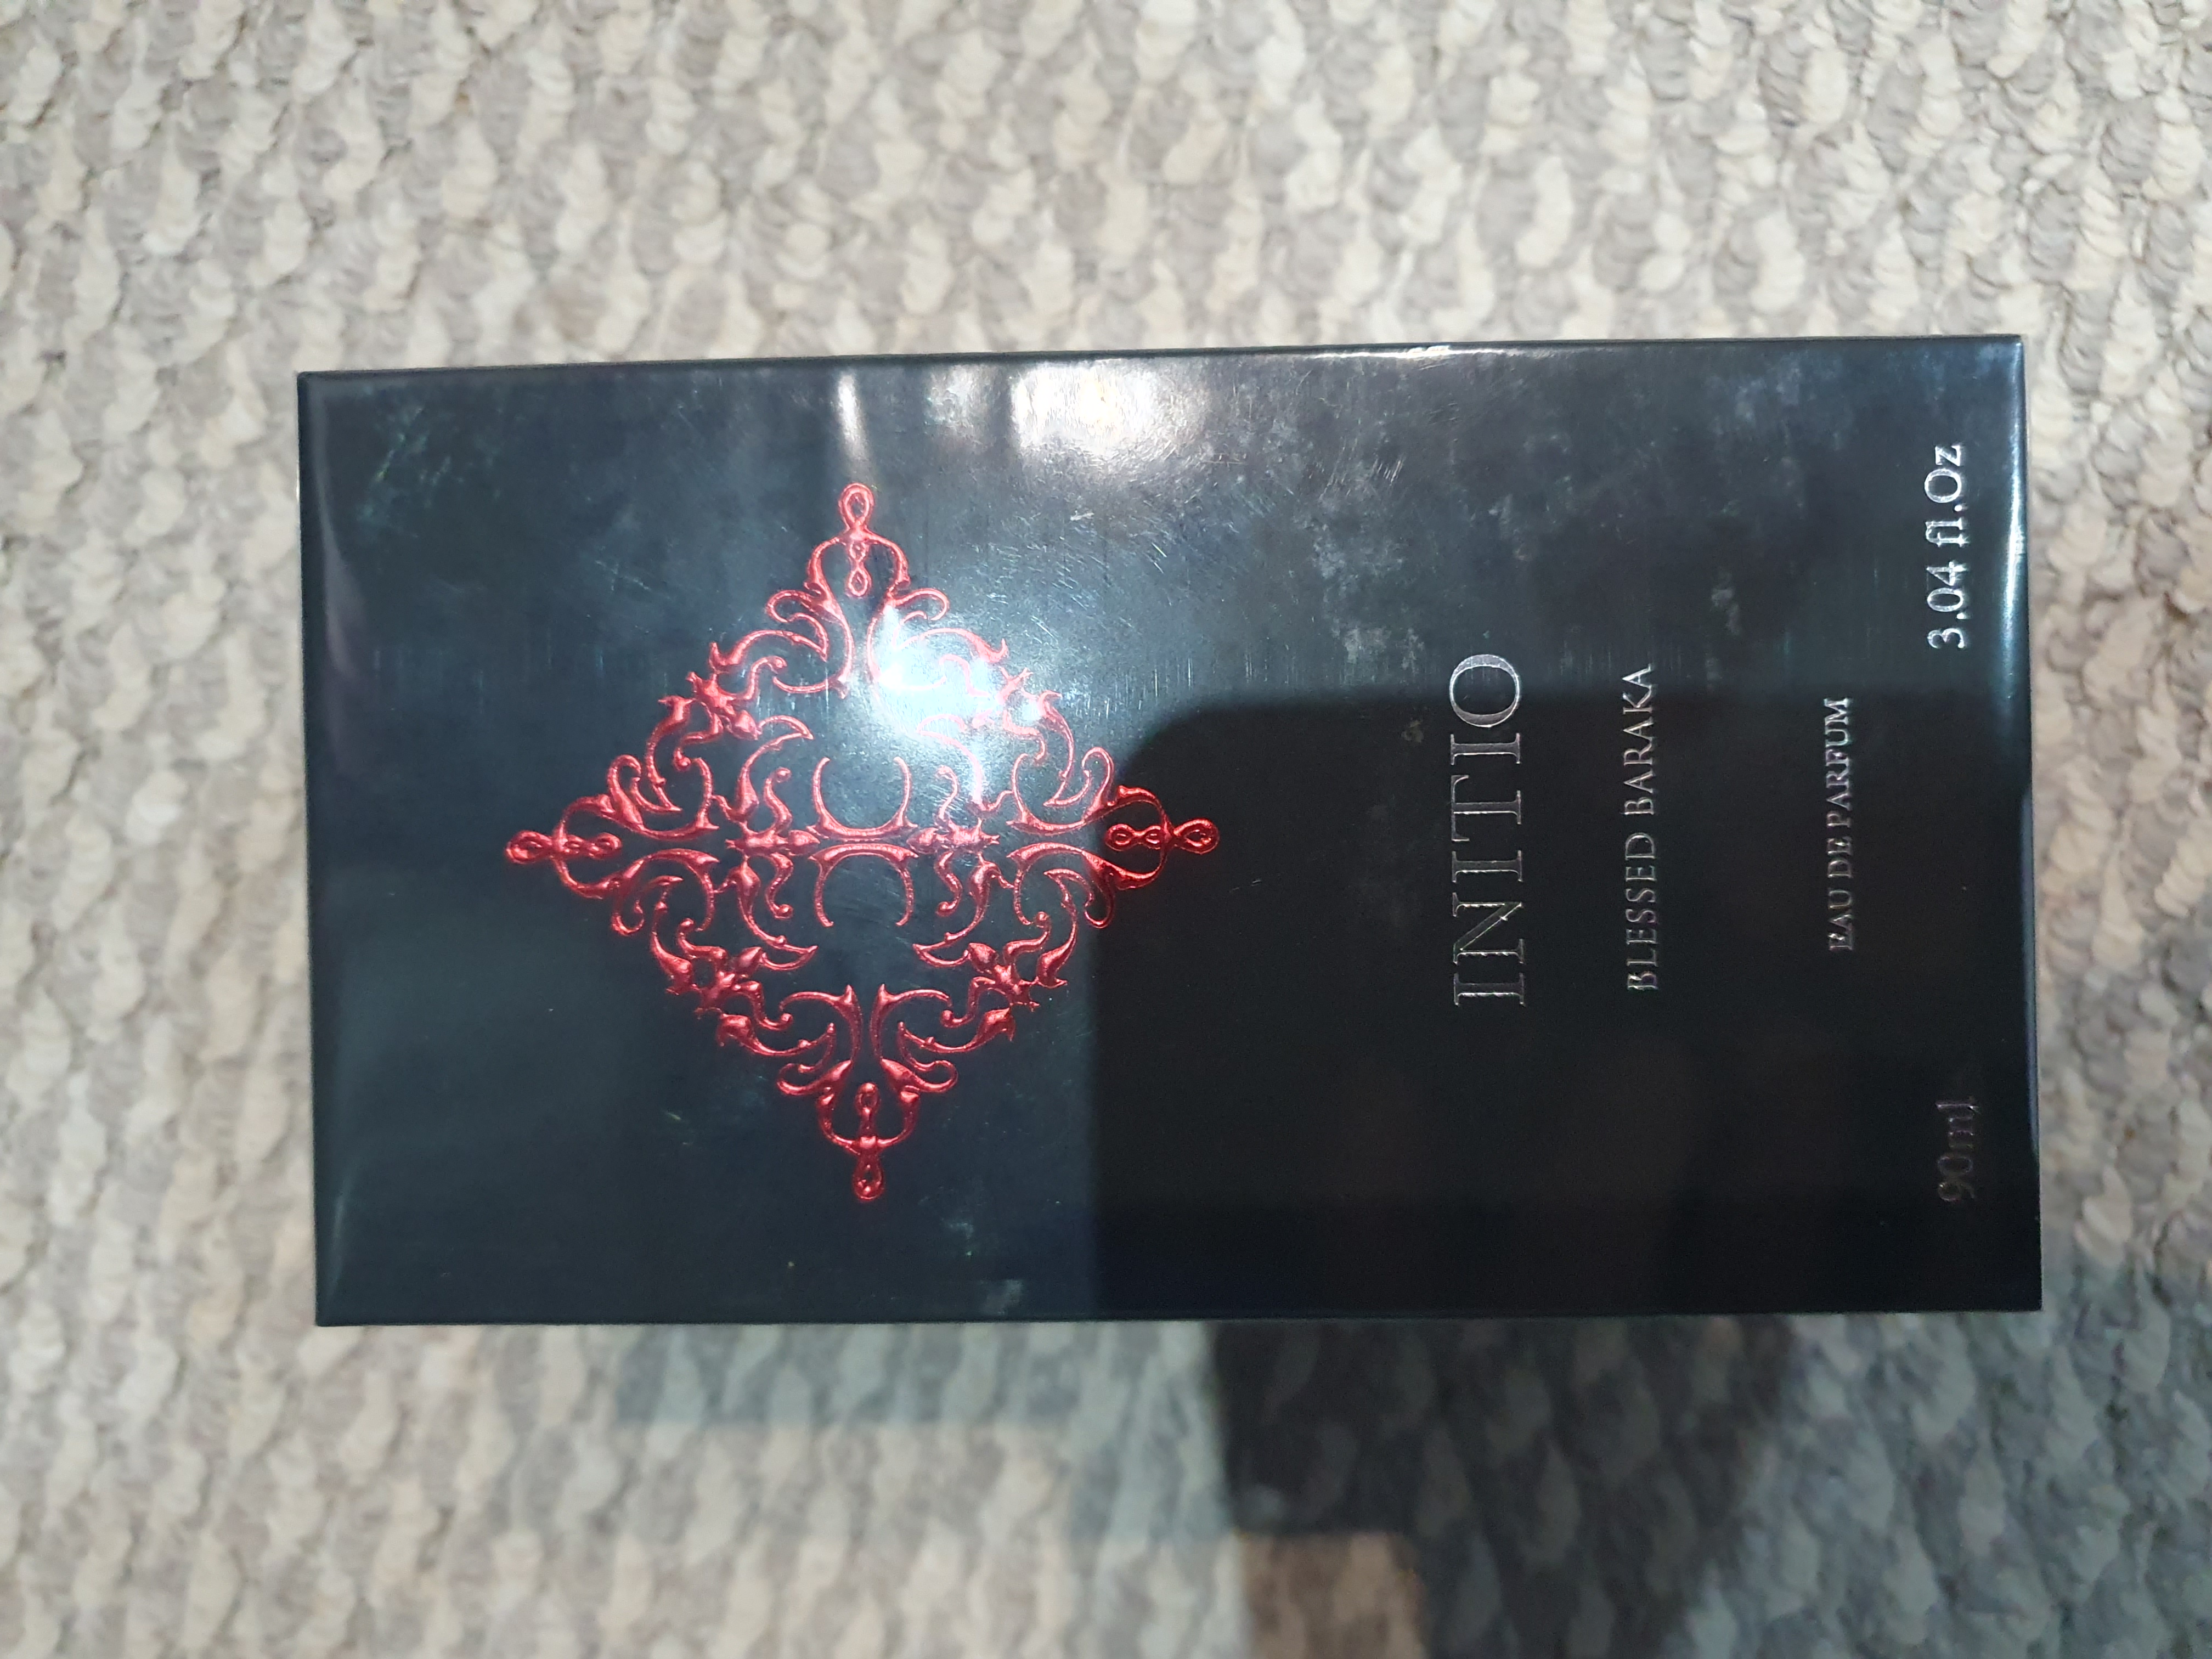 INITIO
BLESSED BARAKA
EAU DE PARFUM
90ml 3.04 fl.Oz